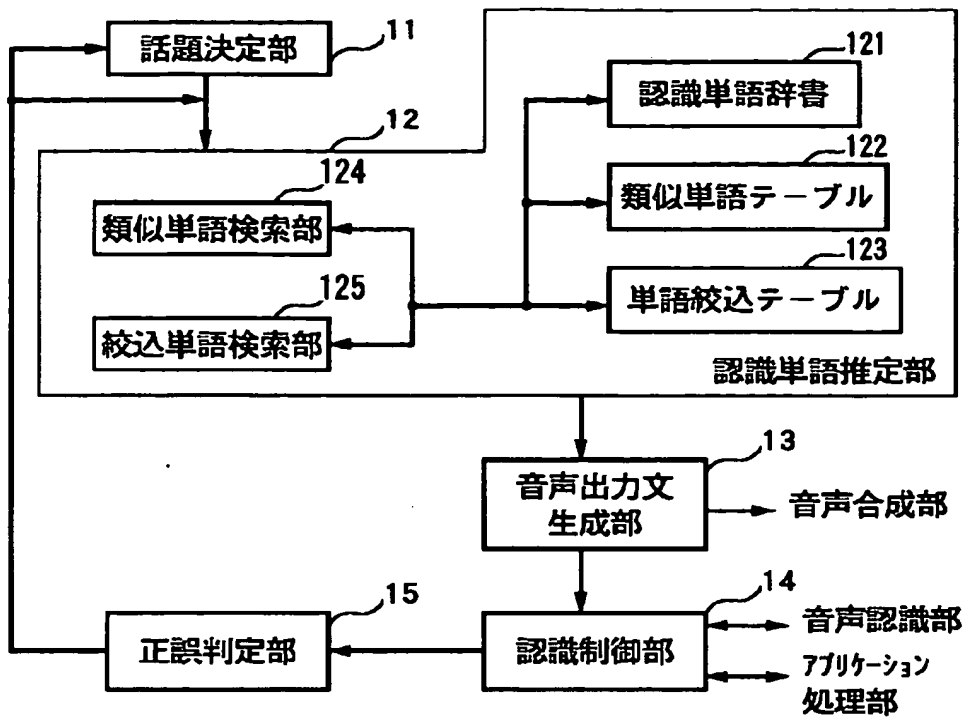 話題決定部
11
12
121
認識単語辞書
122
類似単語テーブル
123
単語絞込テーブル
124
類似単語検索部
125
絞込単語検索部
認識単語推定部
13
音声出力文
生成部
音声合成部
14
認識制御部
音声認識部
アプリケーション
処理部
15
正誤判定部